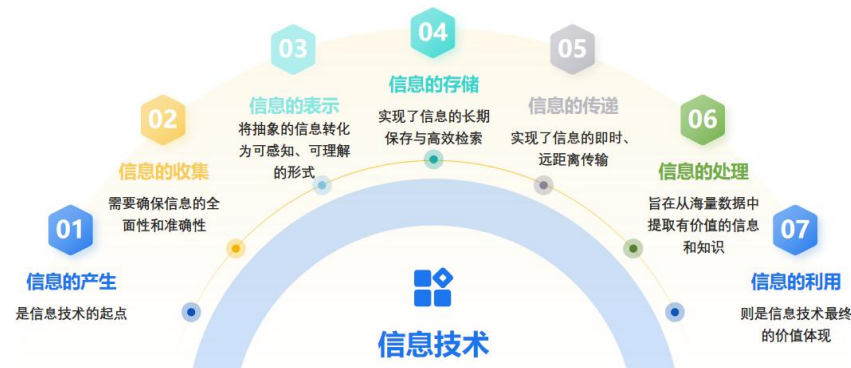 01
信息的产生
是信息技术的起点
02
信息的收集
需要确保信息的全
面性和准确性
03
信息的表示
将抽象的信息转化
为可感知、可理解
的形式
04
信息的存储
实现了信息的长期
保存与高效检索
05
信息的传递
实现了信息的即时、
远距离传输
06
信息的处理
旨在从海量数据中
提取有价值的信息
和知识
07
信息的利用
则是信息技术最终
的价值体现
信息技术